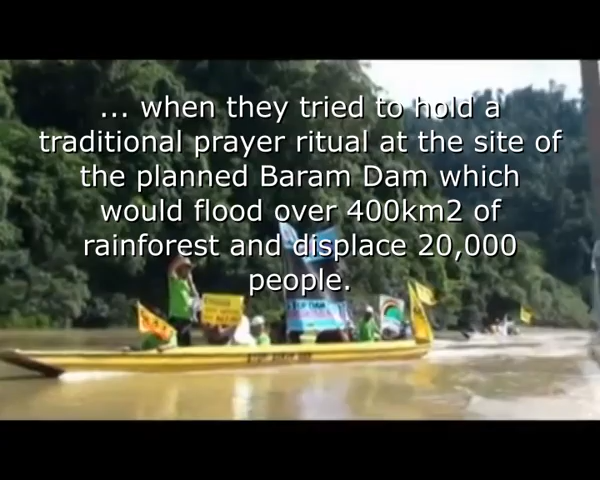 ... when they tried to hold a
traditional prayer ritual at the site of
the planned Baram Dam which
would flood over 400km2 of
rainforest and displace 20,000
people.